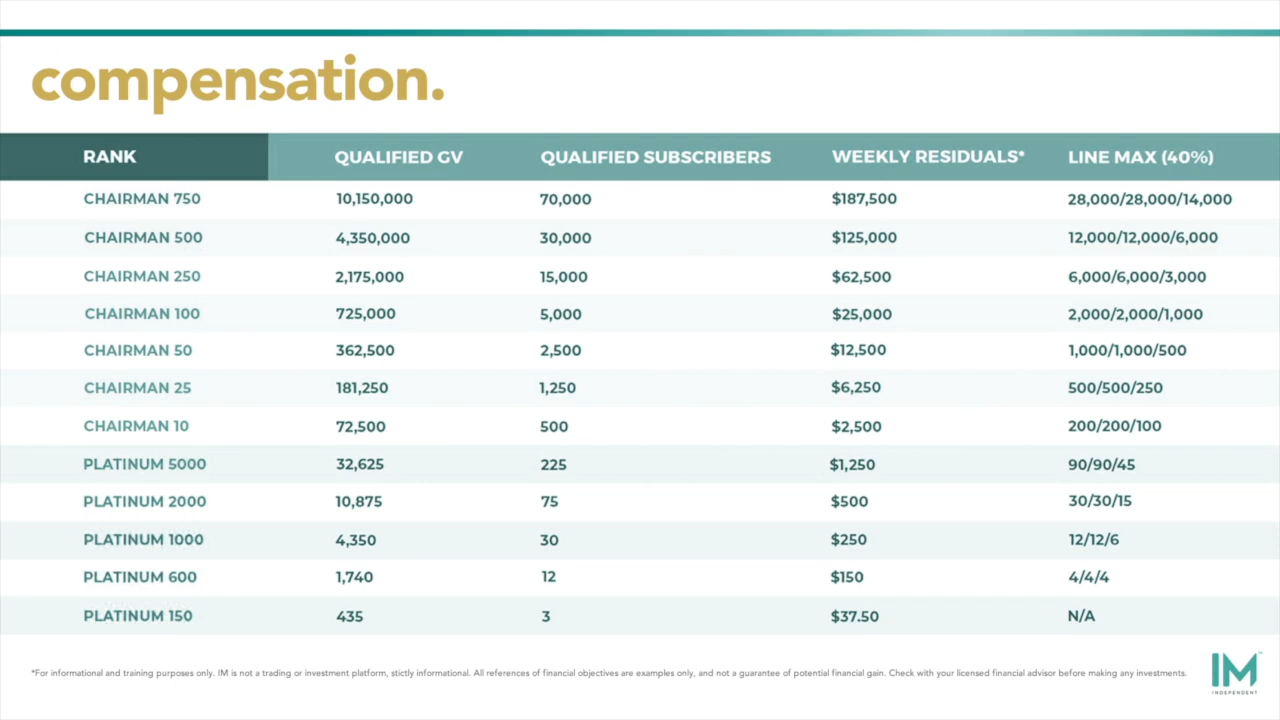 compensation.
RANK QUALIFIED GV QUALIFIED SUBSCRIBERS WEEKLY RESIDUALS* LINE MAX (40%)
CHAIRMAN 750 10,150,000 70,000 $187,500 28,000/28,000/14,000
CHAIRMAN 500 4,350,000 30,000 $125,000 12,000/12,000/6,000
CHAIRMAN 250 2,175,000 15,000 $62,500 6,000/6,000/3,000
CHAIRMAN 100 725,000 5,000 $25,000 2,000/2,000/1,000
CHAIRMAN 50 362,500 2,500 $12,500 1,000/1,000/500
CHAIRMAN 25 181,250 1,250 $6,250 500/500/250
CHAIRMAN 10 72,500 500 $2,500 200/200/100
PLATINUM 5000 32,625 225 $1,250 90/90/45
PLATINUM 2000 10,875 75 $500 30/30/15
PLATINUM 1000 4,350 30 $250 12/12/6
PLATINUM 600 1,740 12 $150 4/4/4
PLATINUM 150 435 3 $37.50 N/A
*For informational and training purposes only. IM is not a trading or investment platform, stictly informational. All references of financial objectives are examples only, and not a guarantee of potential financial gain. Check with your licensed financial advisor before making any investments.
IM™
INDEPENDENT